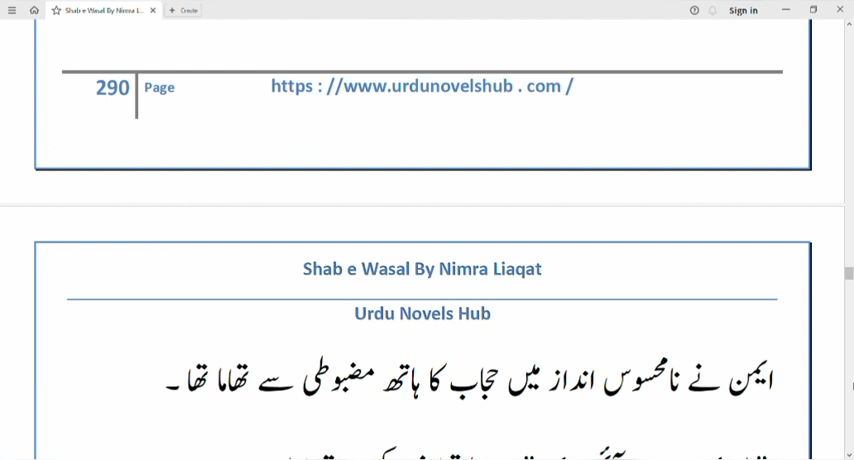 Shab e Wasal By Nimra L... × + Create Sign in
290 Page https : //www.urdunovelshub . com /
Shab e Wasal By Nimra Liaqat
Urdu Novels Hub
ایمن نے نامحسوس انداز میں حجاب کا ہاتھ مضبوطی سے تھاما تھا ۔